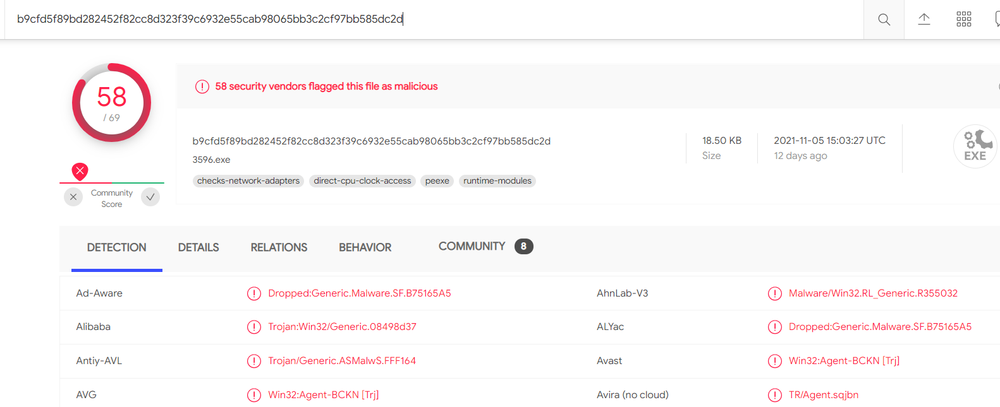 b9cfd5f89bd282452f82cc8d323f39c6932e55cab98065bb3c2cf97bb585dc2d
58
/ 69
Community
Score
58 security vendors flagged this file as malicious
b9cfd5f89bd282452f82cc8d323f39c6932e55cab98065bb3c2cf97bb585dc2d
3596.exe
checks-network-adapters direct-cpu-clock-access peexe runtime-modules
18.50 KB
Size
2021-11-05 15:03:27 UTC
12 days ago
EXE
DETECTION DETAILS RELATIONS BEHAVIOR COMMUNITY 8
Ad-Aware Dropped:Generic.Malware.SF.B75165A5 AhnLab-V3 Malware/Win32.RL_Generic.R355032
Alibaba Trojan:Win32/Generic.08498d37 ALYac Dropped:Generic.Malware.SF.B75165A5
Antiy-AVL Trojan/Generic.ASMalwS.FFF164 Avast Win32:Agent-BCKN [Trj]
AVG Win32:Agent-BCKN [Trj] Avira (no cloud) TR/Agent.sqjbn